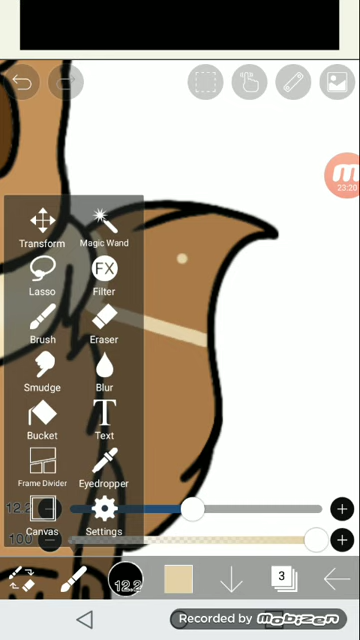 23:20
Transform Magic Wand
Lasso Filter
FX
Brush Eraser
Smudge Blur
Bucket Text
Frame Divider Eyedropper
12.2
Canvas Settings
100
12.2
3
Recorded by mobizen